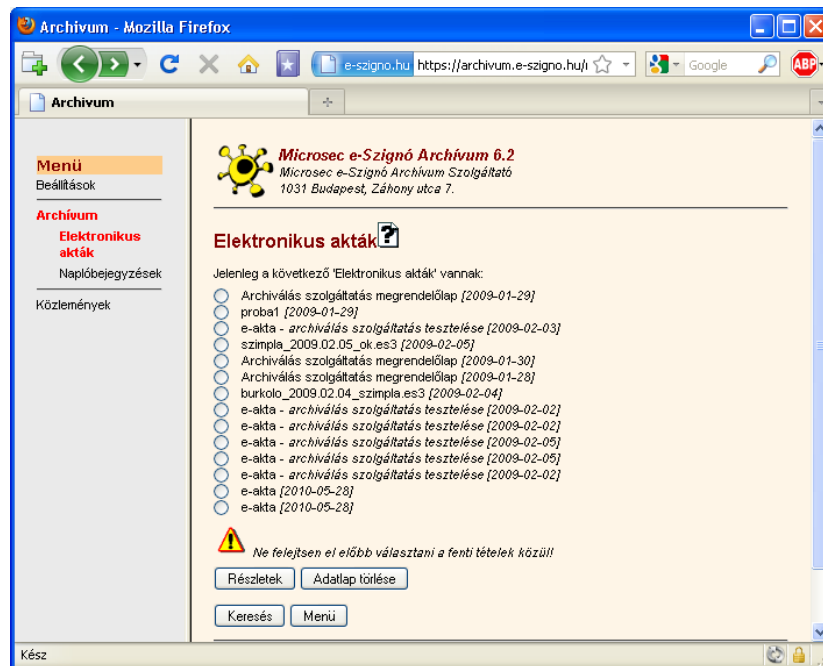 Archivum - Mozilla Firefox
e-szigno.hu https://archivum.e-szigno.hu/ Google ABP
Archivum
Menü
Beállítások
Archívum
Elektronikus
akták
Naplóbejegyzések
Közlemények
Microsec e-Szignó Archívum 6.2
Microsec e-Szignó Archívum Szolgáltató
1031 Budapest, Záhony utca 7.
Elektronikus akták?
Jelenleg a következő 'Elektronikus akták' vannak:
Archiválás szolgáltatás megrendelőlap [2009-01-29]
proba1 [2009-01-29]
e-akta - archiválás szolgáltatás tesztelése [2009-02-03]
szimpla_2009.02.05_ok.es3 [2009-02-05]
Archiválás szolgáltatás megrendelőlap [2009-01-30]
Archiválás szolgáltatás megrendelőlap [2009-01-28]
burkolo_2009.02.04_szimpla.es3 [2009-02-04]
e-akta - archiválás szolgáltatás tesztelése [2009-02-02]
e-akta - archiválás szolgáltatás tesztelése [2009-02-02]
e-akta - archiválás szolgáltatás tesztelése [2009-02-05]
e-akta - archiválás szolgáltatás tesztelése [2009-02-05]
e-akta - archiválás szolgáltatás tesztelése [2009-02-02]
e-akta [2010-05-28]
e-akta [2010-05-28]
Ne felejtsen el előbb választani a fenti tételek közül!
Részletek Adatlap törlése
Keresés Menü
Kész